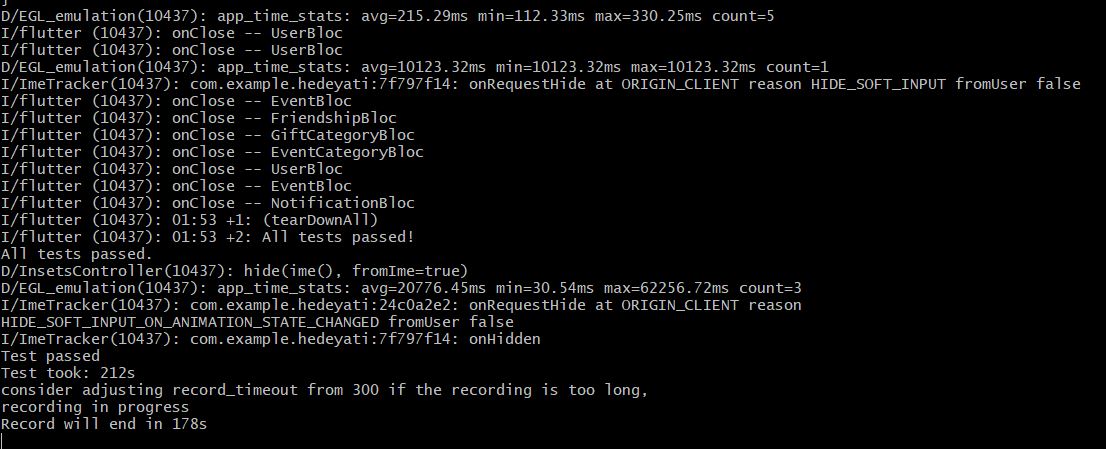 D/EGL_emulation(10437): app_time_stats: avg=215.29ms min=112.33ms max=330.25ms count=5
I/flutter (10437): onClose -- UserBloc
I/flutter (10437): onClose -- UserBloc
D/EGL_emulation(10437): app_time_stats: avg=10123.32ms min=10123.32ms max=10123.32ms count=1
I/ImeTracker(10437): com.example.hedeyati:7f797f14: onRequestHide at ORIGIN_CLIENT reason HIDE_SOFT_INPUT fromUser false
I/flutter (10437): onClose -- EventBloc
I/flutter (10437): onClose -- FriendshipBloc
I/flutter (10437): onClose -- GiftCategoryBloc
I/flutter (10437): onClose -- EventCategoryBloc
I/flutter (10437): onClose -- UserBloc
I/flutter (10437): onClose -- EventBloc
I/flutter (10437): onClose -- NotificationBloc
I/flutter (10437): 01:53 +1: (tearDownAll)
I/flutter (10437): 01:53 +2: All tests passed!
All tests passed.
D/InsetsController(10437): hide(ime(), fromIme=true)
D/EGL_emulation(10437): app_time_stats: avg=20776.45ms min=30.54ms max=62256.72ms count=3
I/ImeTracker(10437): com.example.hedeyati:24c0a2e2: onRequestHide at ORIGIN_CLIENT reason
HIDE_SOFT_INPUT_ON_ANIMATION_STATE_CHANGED fromUser false
I/ImeTracker(10437): com.example.hedeyati:7f797f14: onHidden
Test passed
Test took: 212s
consider adjusting record_timeout from 300 if the recording is too long,
recording in progress
Record will end in 178s